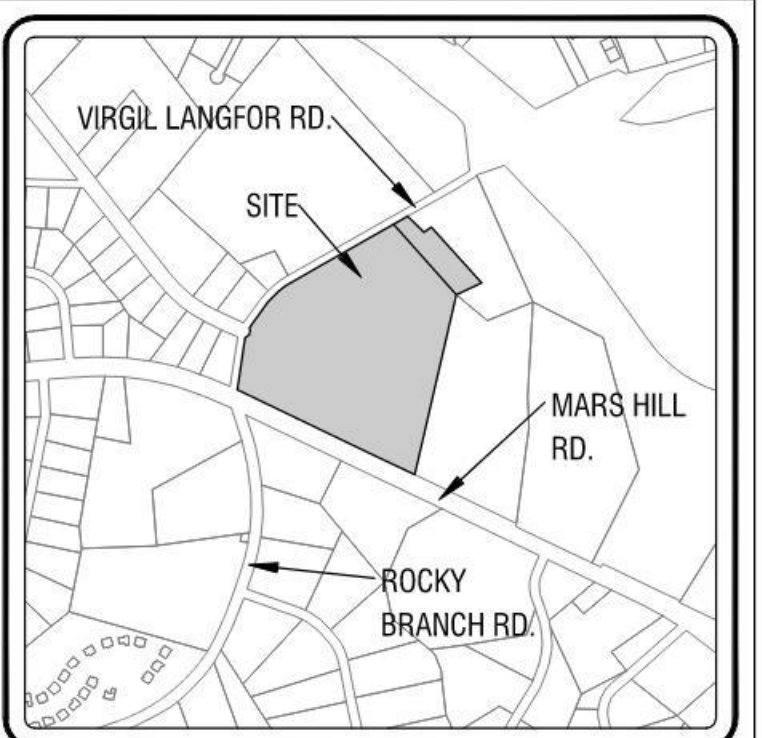 VIRGIL LANGFOR RD.
SITE
MARS HILL
RD.
ROCKY
BRANCH RD.